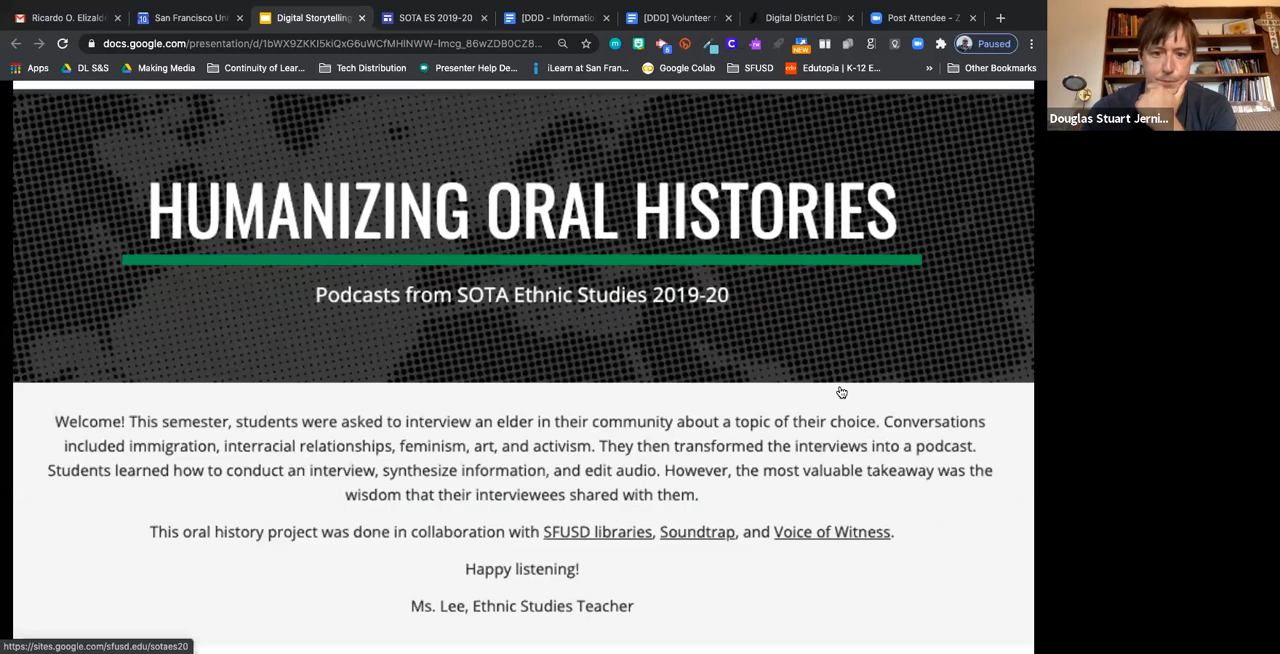 Ricardo O. Elizald
San Francisco Uni
Digital Storytelling
SOTA ES 2019-20
[DDD - Informatio
[DDD] Volunteer r
Digital District Day
Post Attendee - Z
docs.google.com/presentation/d/1bWX9ZKKI5kiQxG6uWCfMHlNWW-Imcg_86wZDB0CZ8...
Paused
Apps
DL S&S
Making Media
Continuity of Lear...
Tech Distribution
Presenter Help De...
iLearn at San Fran...
Google Colab
SFUSD
Edutopia | K-12 E...
»
Other Bookmarks
NEW
Douglas Stuart Jerni...
HUMANIZING ORAL HISTORIES
Podcasts from SOTA Ethnic Studies 2019-20
Welcome! This semester, students were asked to interview an elder in their community about a topic of their choice. Conversations
included immigration, interracial relationships, feminism, art, and activism. They then transformed the interviews into a podcast.
Students learned how to conduct an interview, synthesize information, and edit audio. However, the most valuable takeaway was the
wisdom that their interviewees shared with them.
This oral history project was done in collaboration with SFUSD libraries, Soundtrap, and Voice of Witness.
Happy listening!
Ms. Lee, Ethnic Studies Teacher
https://sites.google.com/sfusd.edu/sotaes20